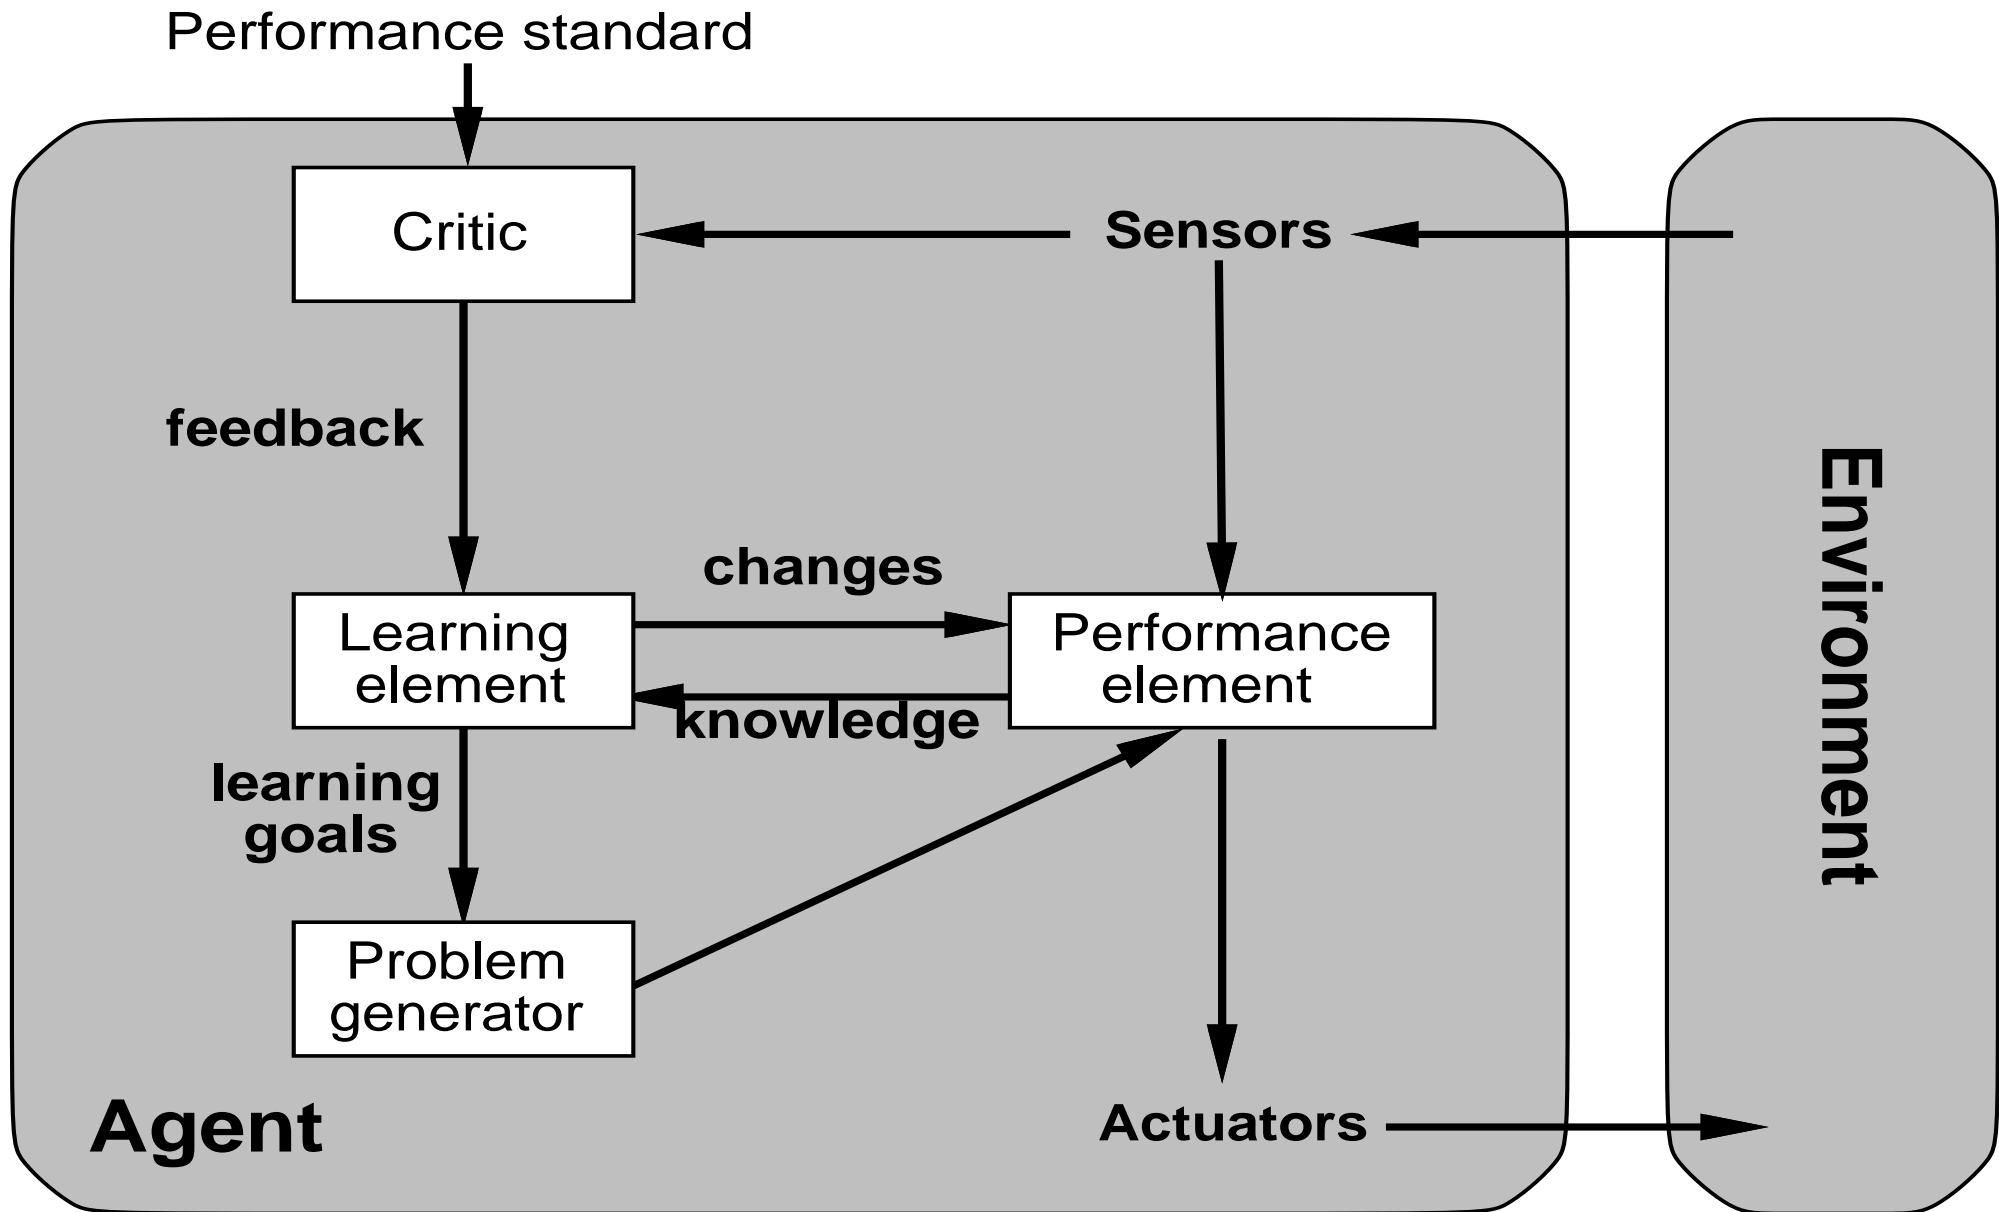 Performance standard
Critic
Sensors
feedback
changes
Learning
element
Performance
element
knowledge
learning
goals
Problem
generator
Agent
Actuators
Environment